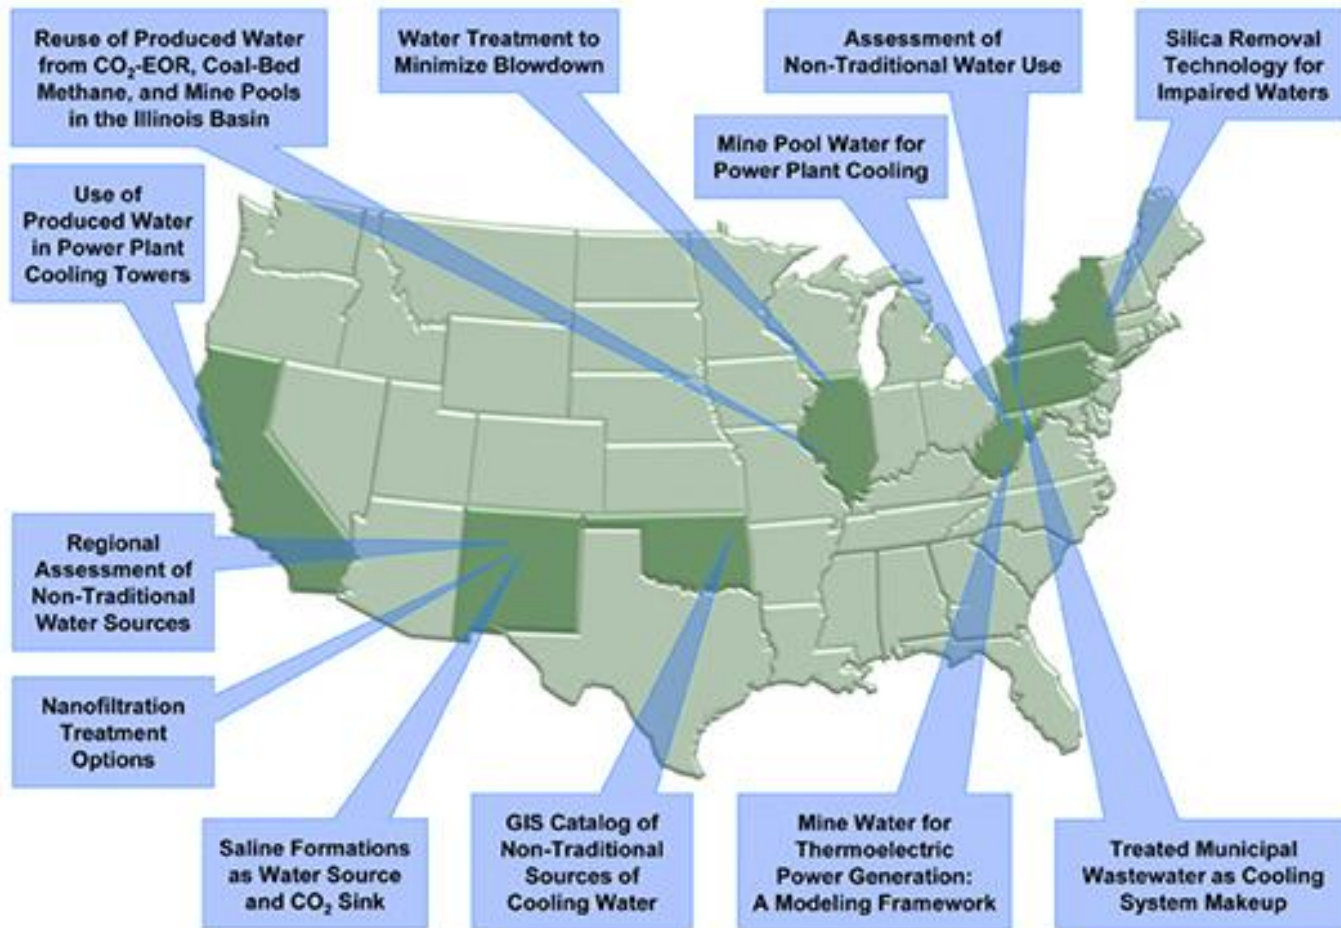 Reuse of Produced Water
from CO₂-EOR, Coal-Bed
Methane, and Mine Pools
in the Illinois Basin
Water Treatment to
Minimize Blowdown
Assessment of
Non-Traditional Water Use
Silica Removal
Technology for
Impaired Waters
Mine Pool Water for
Power Plant Cooling
Use of
Produced Water
in Power Plant
Cooling Towers
Regional
Assessment of
Non-Traditional
Water Sources
Nanofiltration
Treatment
Options
Saline Formations
as Water Source
and CO₂ Sink
GIS Catalog of
Non-Traditional
Sources of
Cooling Water
Mine Water for
Thermoelectric
Power Generation:
A Modeling Framework
Treated Municipal
Wastewater as Cooling
System Makeup